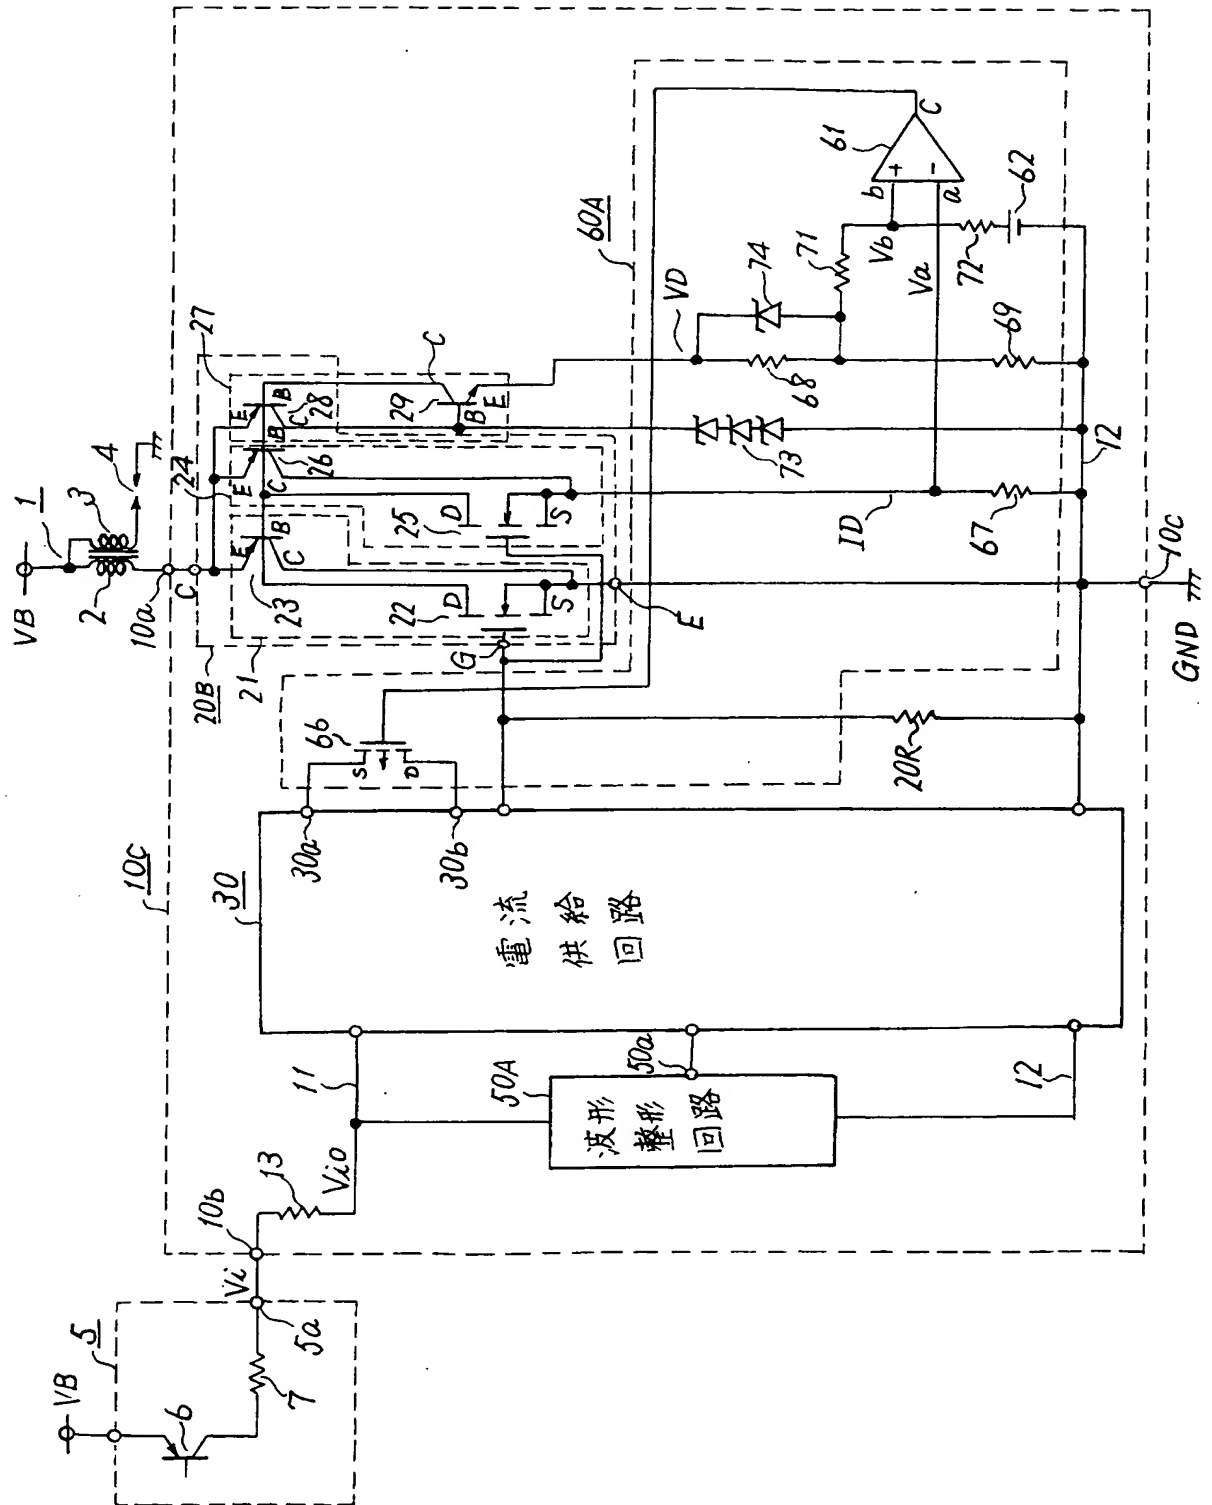 VB
1
2
3
4
10a
C
24
27
E
B
28
C
E
B
26
C
E
B
C
23
29
C
B
E
20B
21
22
D
S
G
25
D
S
E
60A
61
C
+
-
b
a
62
72
Vb
71
Va
74
VD
68
69
73
ID
67
12
10C
GND
66
S
D
30a
30b
20R
10C
30
電流
供給
回路
11
50A
50a
波形
整形
回路
12
13
Vio
10b
Vi
5a
5
VB
6
7